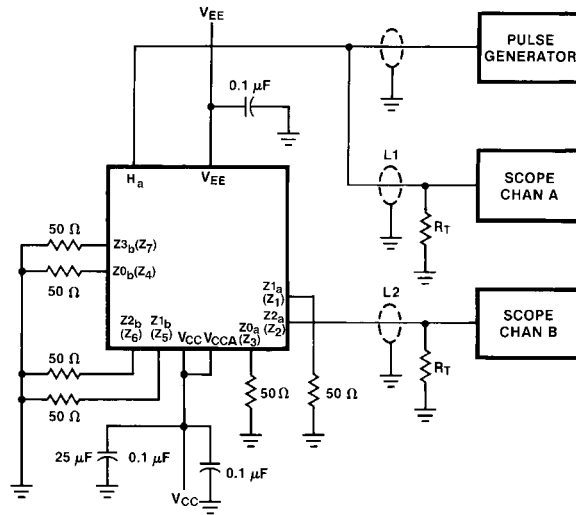 VEE
PULSE
GENERATOR
0.1 μF
L1
SCOPE
CHAN A
Ha
VEE
RT
50 Ω
Z3b(Z7)
Z0b(Z4)
50 Ω
Z1a
(Z1)
Z2a
(Z2)
L2
SCOPE
CHAN B
Z2b
(Z6)
Z1b
(Z5)
VCC
VCCA
Z0a
(Z3)
RT
50 Ω
50 Ω
50 Ω
50 Ω
25 μF
0.1 μF
0.1 μF
VCC